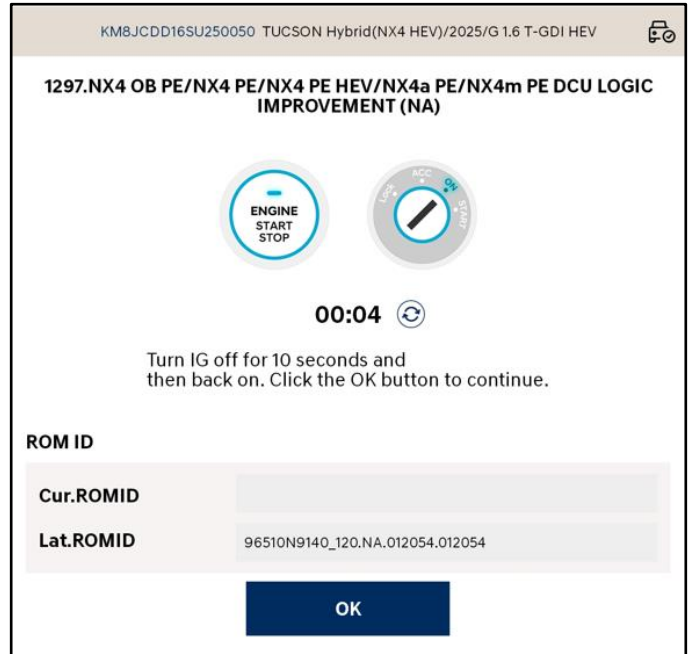 KM8JCDD16SU250050 TUCSON Hybrid(NX4 HEV)/2025/G 1.6 T-GDI HEV
1297.NX4 OB PE/NX4 PE/NX4 PE HEV/NX4a PE/NX4m PE DCU LOGIC
IMPROVEMENT (NA)
ENGINE
START
STOP
Lock
ACC
ON
START
00:04
Turn IG off for 10 seconds and
then back on. Click the OK button to continue.
ROM ID
Cur.ROMID
Lat.ROMID 96510N9140_120.NA.012054.012054
OK